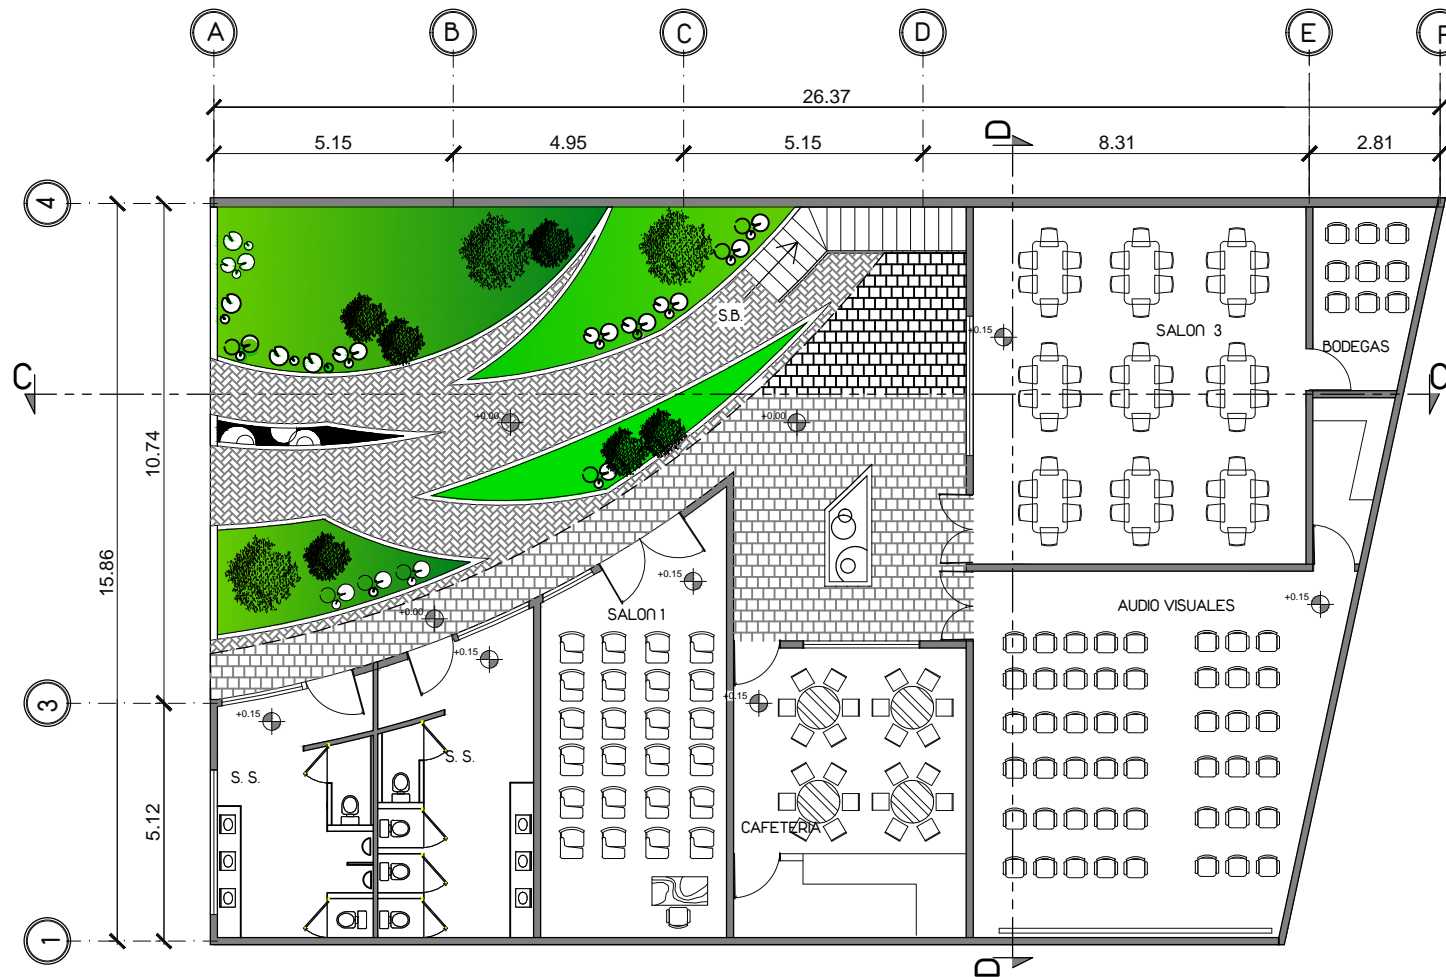 A B C D E F
26.37
D
5.15 4.95 5.15 8.31 2.81
4
S.B.
+0.15
SALON 3
BODEGAS
C C
+0.00 +0.00
10.74
15.86
+0.15
SALON 1
AUDIO VISUALES
+0.15
+0.00
+0.15
+0.15
3
+0.15
S. S.
S. S.
5.12
CAFETERIA
1
D